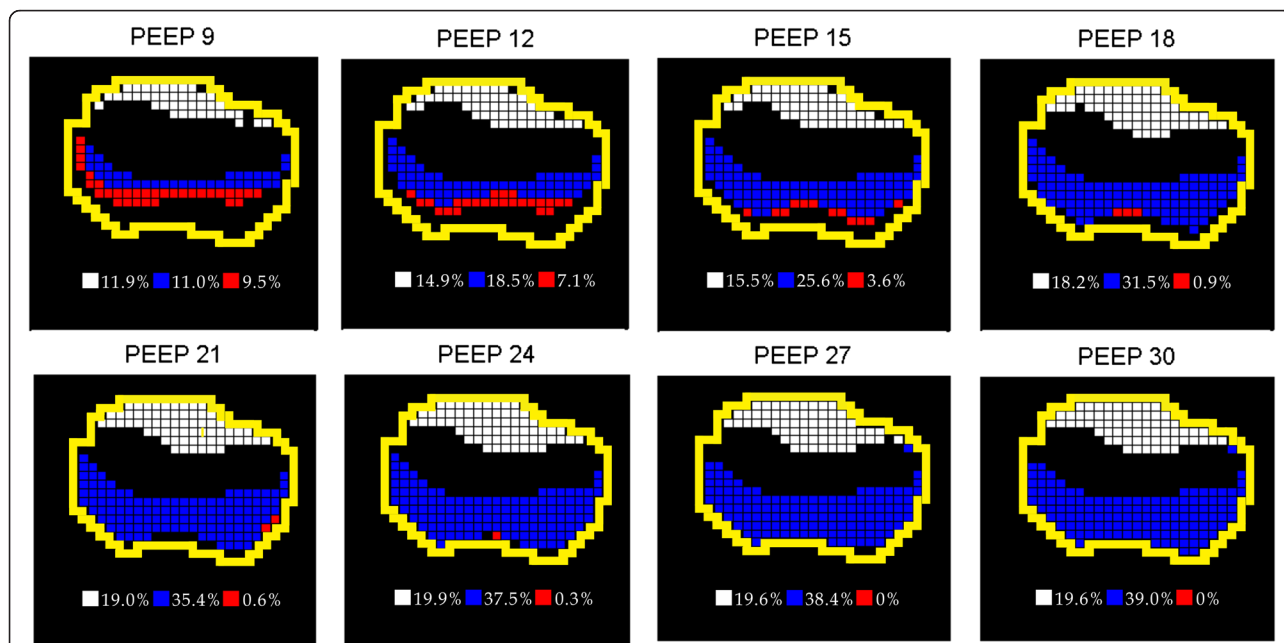 PEEP 9
PEEP 12
PEEP 15
PEEP 18
11.9% 11.0% 9.5%
14.9% 18.5% 7.1%
15.5% 25.6% 3.6%
18.2% 31.5% 0.9%
PEEP 21
PEEP 24
PEEP 27
PEEP 30
19.0% 35.4% 0.6%
19.9% 37.5% 0.3%
19.6% 38.4% 0%
19.6% 39.0% 0%